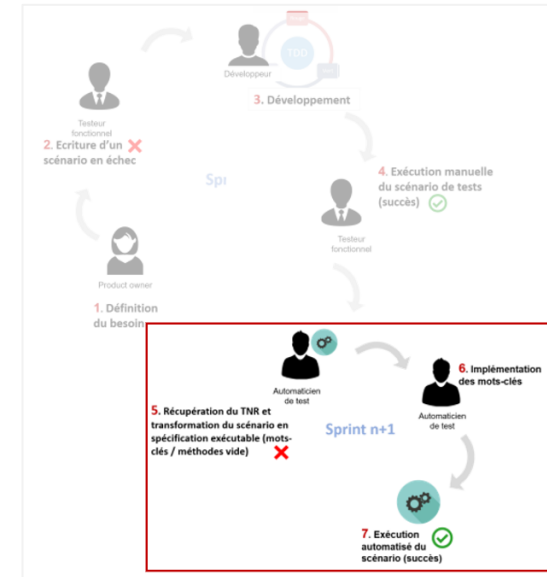 TDD
Développeur
3. Développement
Testeur
fonctionnel
2. Ecriture d'un
scénario en échec
4. Exécution manuelle
du scénario de tests
(succès)
Testeur
fonctionnel
Product owner
1. Définition
du besoin
Automaticien
de test
6. Implémentation
des mots-clés
Automaticien
de test
5. Récupération du TNR et
transformation du scénario en
spécification exécutable (mots-
clés / méthodes vide)
Sprint n+1
7. Exécution
automatisé du
scénario (succès)